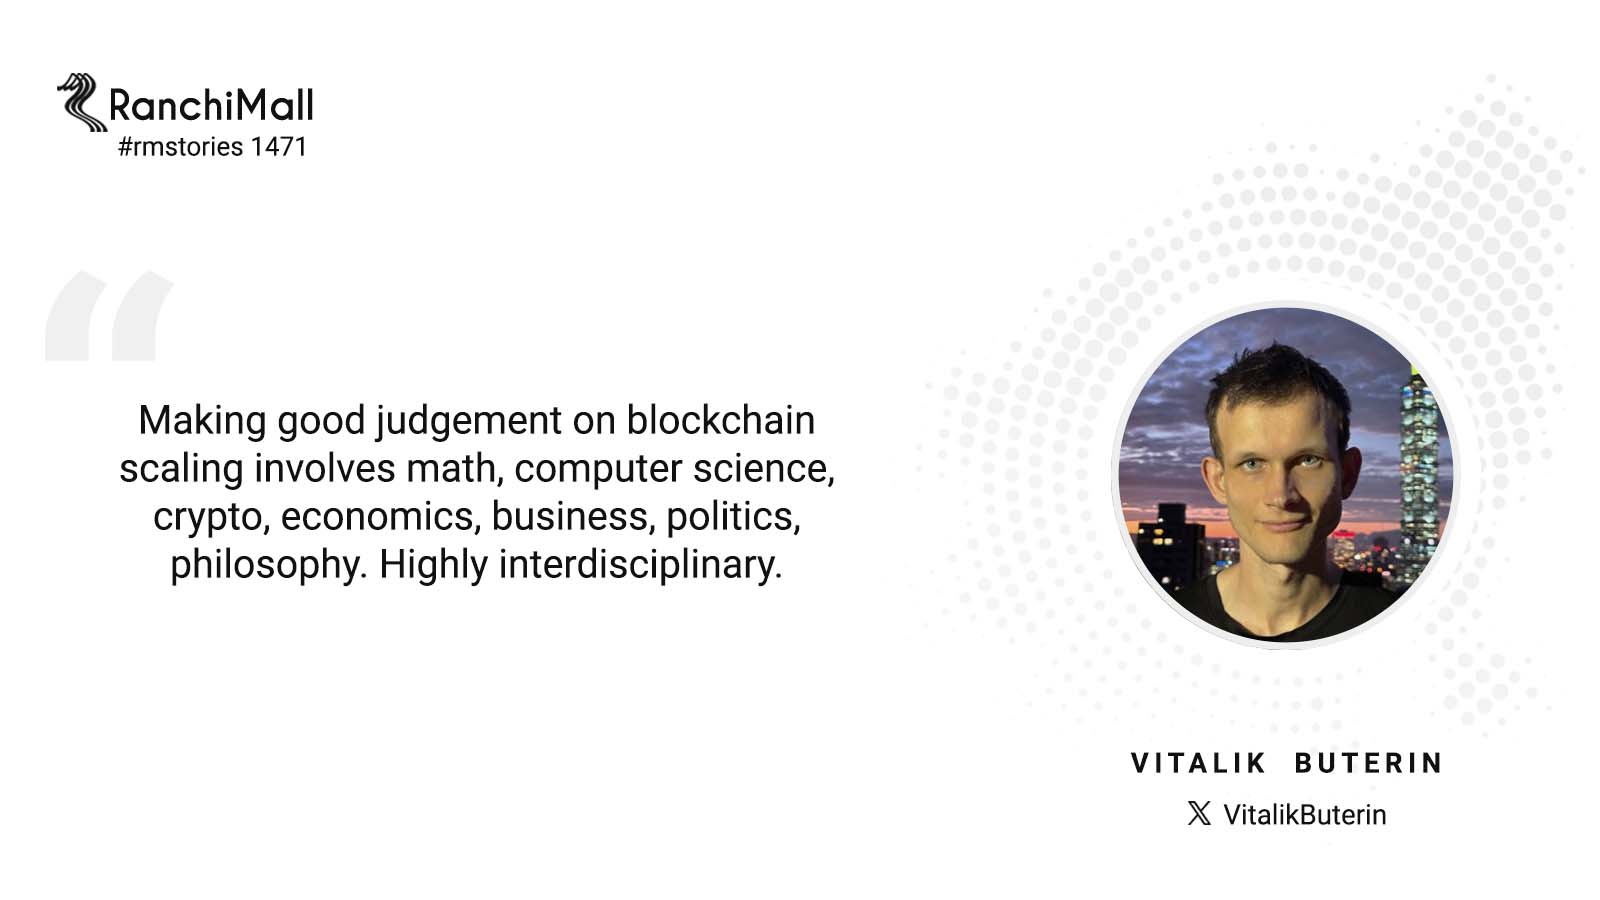 RanchiMall
#rmstories 1471
“
Making good judgement on blockchain
scaling involves math, computer science,
crypto, economics, business, politics,
philosophy. Highly interdisciplinary.
VITALIK BUTERIN
𝕏 VitalikButerin